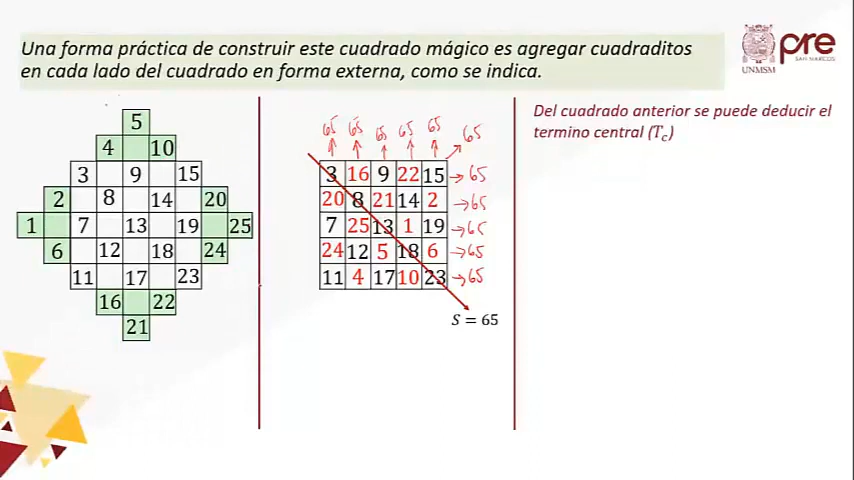 Una forma práctica de construir este cuadrado mágico es agregar cuadraditos
en cada lado del cuadrado en forma externa, como se indica.
UNMSM
pre
SAN MARCOS
5
4 10
3 9 15
2 8 14 20
1 7 13 19 25
6 12 18 24
11 17 23
16 22
21
65 65 65 65 65 65
3 16 9 22 15 → 65
20 8 21 14 2 → 65
7 25 13 1 19 → 65
24 12 5 18 6 → 65
11 4 17 10 23 → 65
S = 65
Del cuadrado anterior se puede deducir el
termino central (T_c)